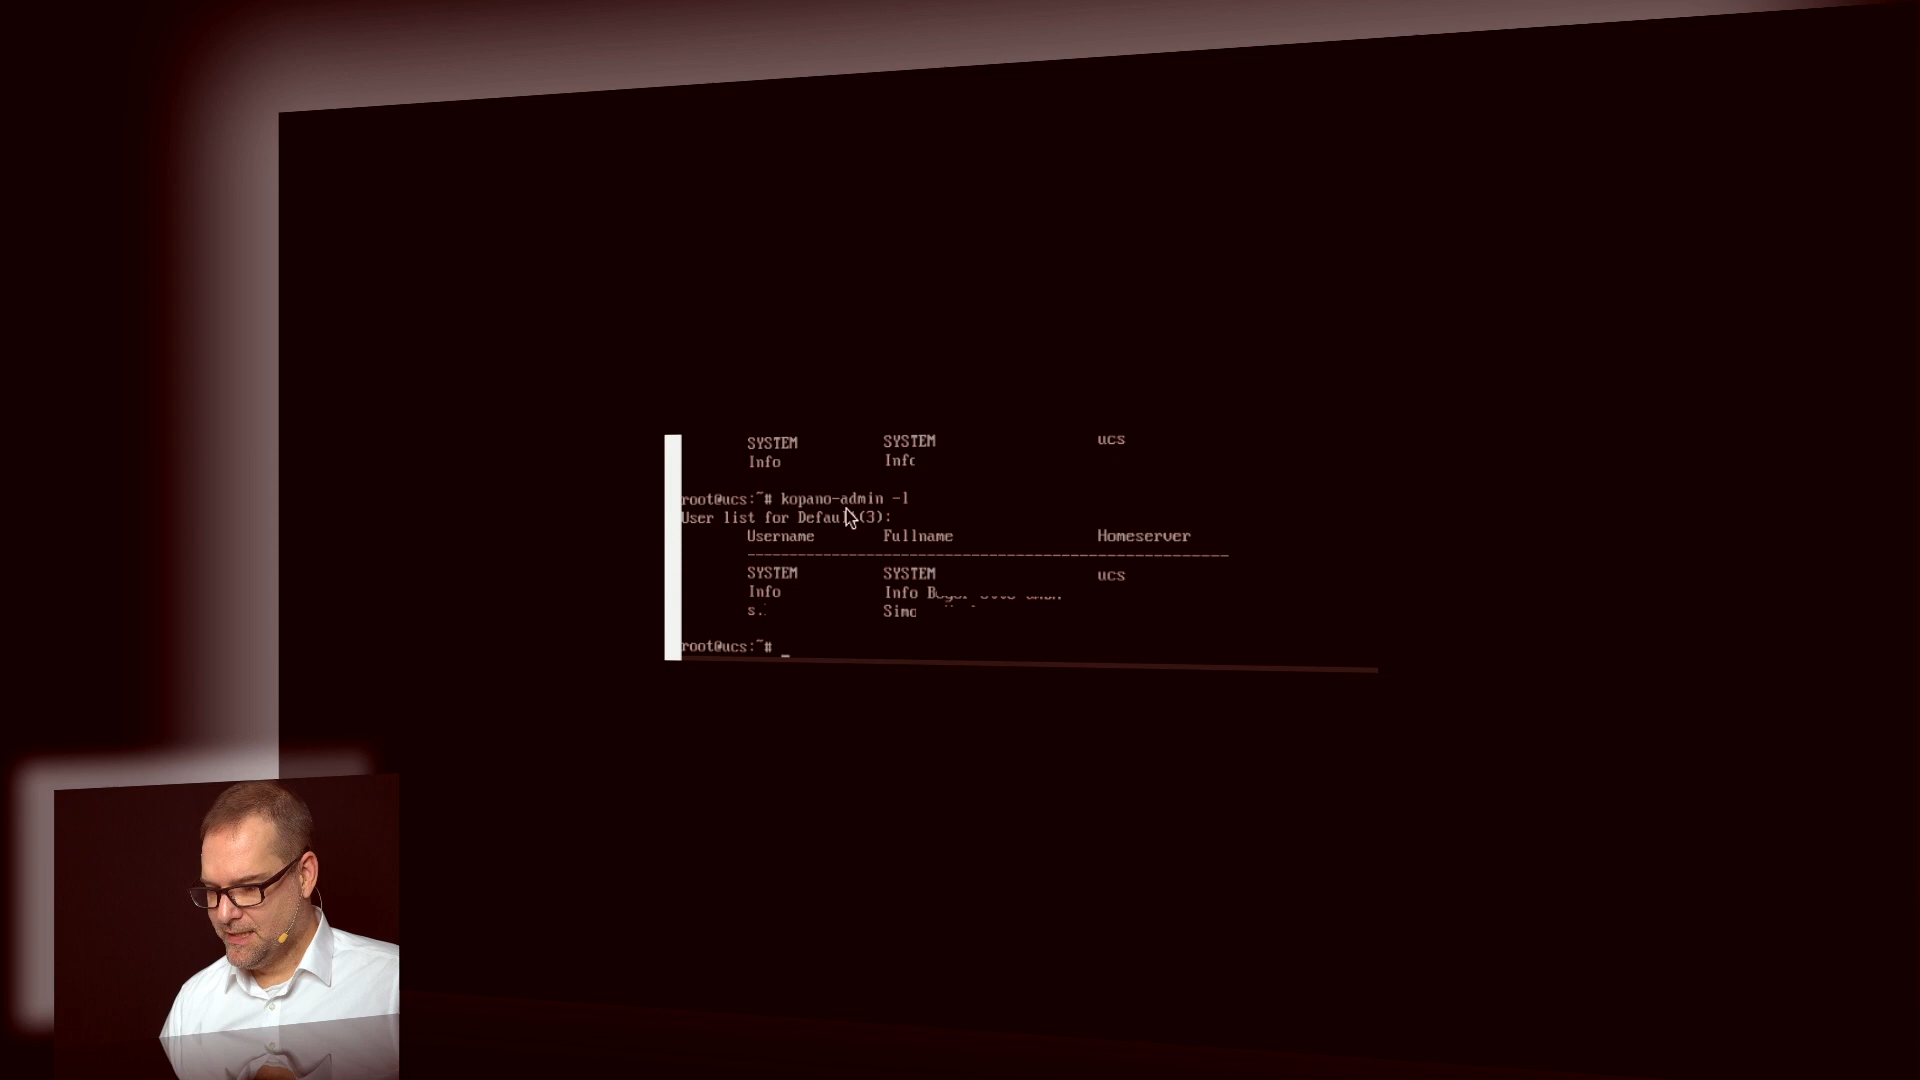 SYSTEM SYSTEM ucs
Info
root@ucs:~# kopano-admin -l
User list for Default(3):
Username Fullname Homeserver
SYSTEM SYSTEM ucs
Info Info
root@ucs:~# _